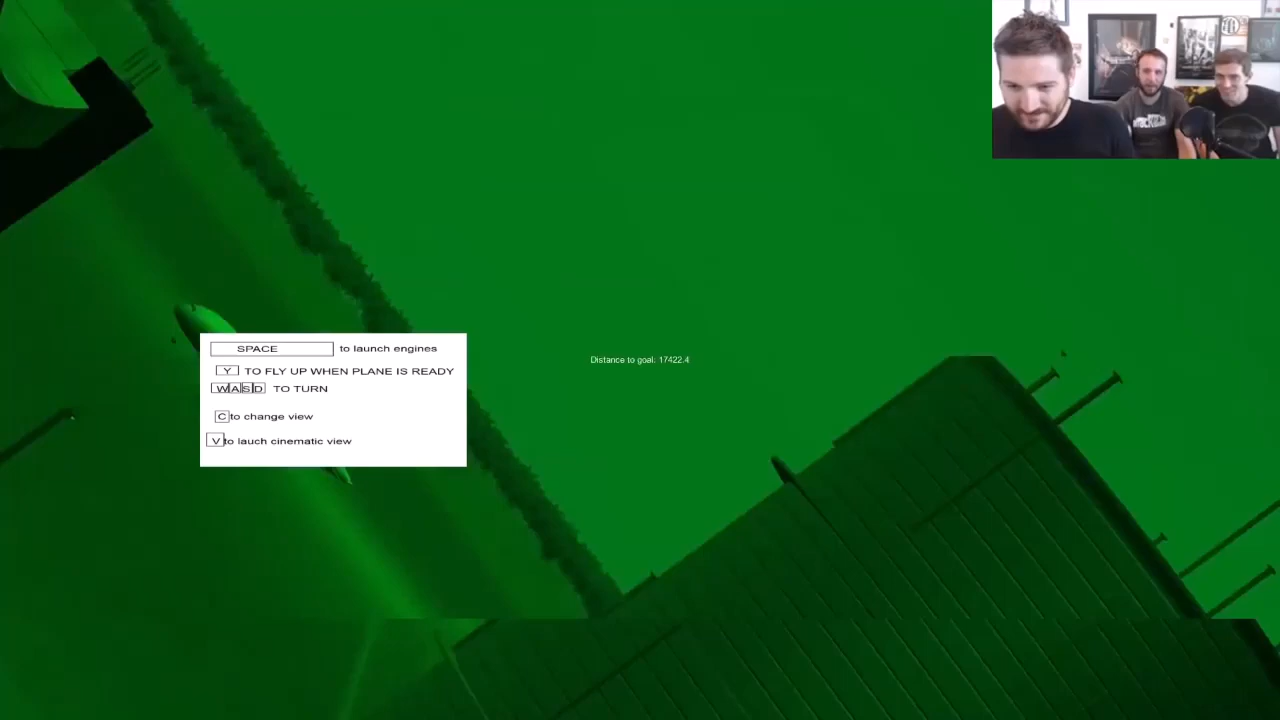 SPACE to launch engines
Y TO FLY UP WHEN PLANE IS READY
W A S D TO TURN
C to change view
V to lauch cinematic view
Distance to goal: 17422.4